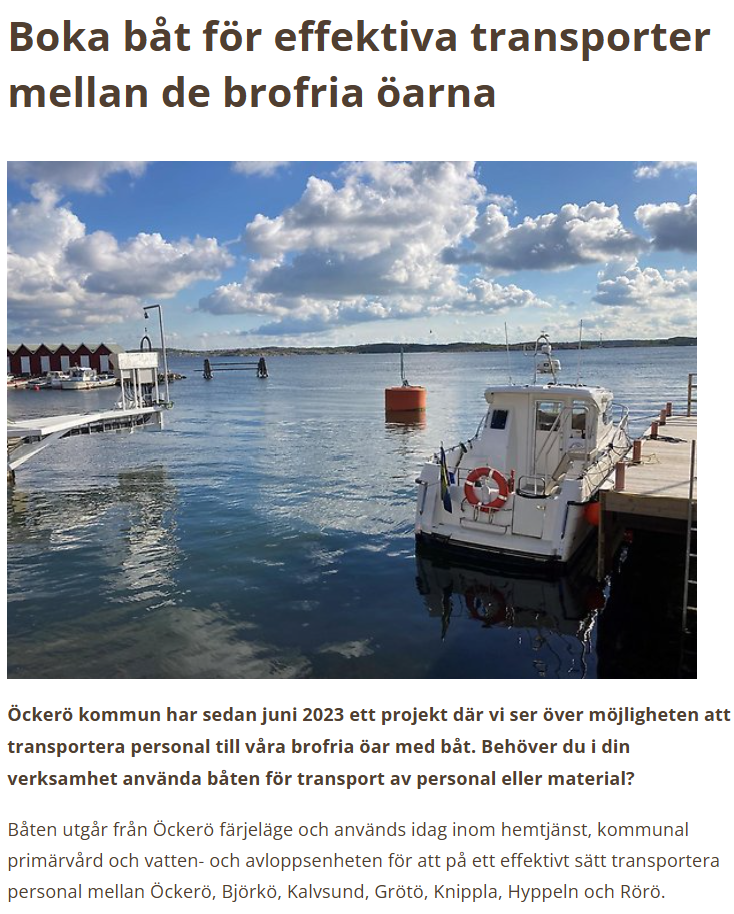 Boka båt för effektiva transporter
mellan de brofria öarna
Öckerö kommun har sedan juni 2023 ett projekt där vi ser över möjligheten att
transportera personal till våra brofria öar med båt. Behöver du i din
verksamhet använda båten för transport av personal eller material?
Båten utgår från Öckerö färjeläge och används idag inom hemtjänst, kommunal
primärvård och vatten- och avloppsenheten för att på ett effektivt sätt transportera
personal mellan Öckerö, Björkö, Kalvsund, Grötö, Knippla, Hyppeln och Rörö.